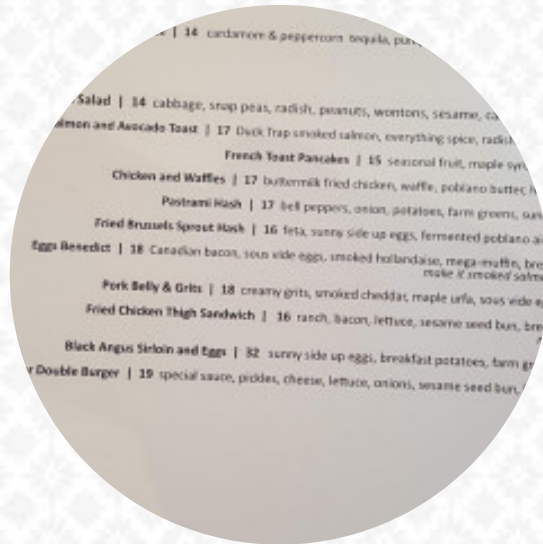 | 14 cardamore & peppercorn tequila,
Salad | 14 cabbage, snap peas, radish, peanuts, wontons, sesame,
and Avocado Toast | 17 Duck Trap smoked salmon, everything spice,
French Toast Pancakes | 15 seasonal fruit, maple
Chicken and Waffles | 17 buttermilk fried chicken, waffle, poblano butter,
Pastrami Hash | 17 bell peppers, onion, potatoes, farm greens,
Fried Brussels Sprout Hash | 16 feta, sunny side up eggs, fermented poblano
Eggs Benedict | 18 Canadian bacon, sous vide eggs, smoked hollandaise, mega-muffin,
make it smoked
Pork Belly & Grits | 18 creamy grits, smoked cheddar, maple urfa, sous vide
Fried Chicken Thigh Sandwich | 16 ranch, bacon, lettuce, sesame seed bun,
Black Angus Sirloin and Eggs | 32 sunny side up eggs, breakfast potatoes, farm
Double Burger | 19 special sauce, pickles, cheese, lettuce, onions, sesame seed bun,